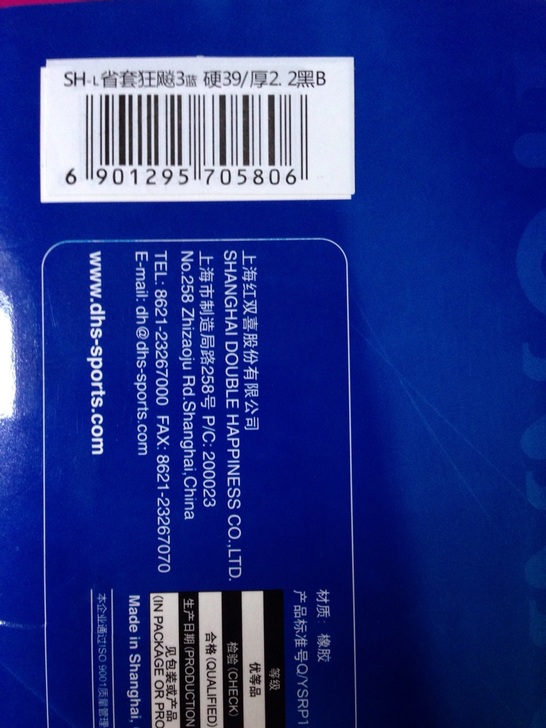 SH-L省套狂飚3蓝 硬39/厚2. 2黑B
6 901295 705806
上海红双喜股份有限公司
SHANGHAI DOUBLE HAPPINESS CO.,LTD.
上海市制造局路258号 P/C: 200023
No.258 Zhizaoju Rd.Shanghai,China
TEL: 8621-23267000 FAX: 8621-23267070
E-mail: dh@dhs-sports.com
www.dhs-sports.com
材质: 橡胶
产品标准号Q/YSRP1
等级
优等品
检验 (CHECK)
合格 (QUALIFIED)
生产日期 (PRODUCTION
见包装或产品
(IN PACKAGE OR PRO
Made in Shanghai,
本企业通过ISO 9001质量管理